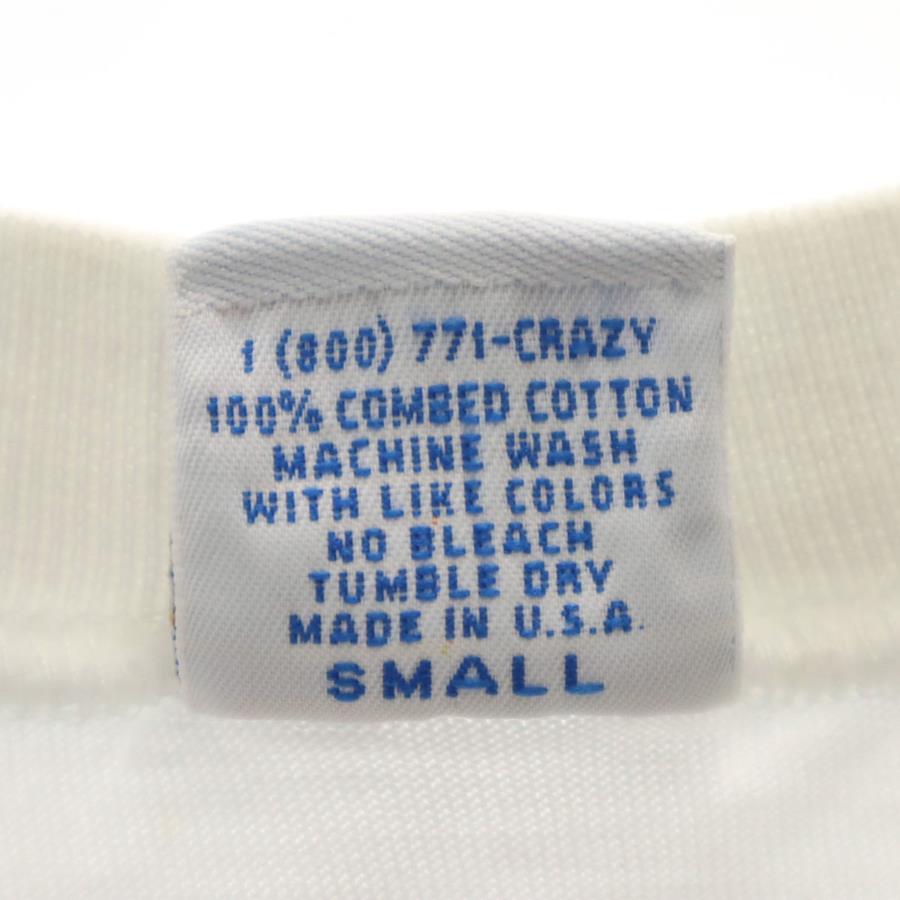 1 (800) 771-CRAZY
100% COMBED COTTON
MACHINE WASH
WITH LIKE COLORS
NO BLEACH
TUMBLE DRY
MADE IN U.S.A.
SMALL